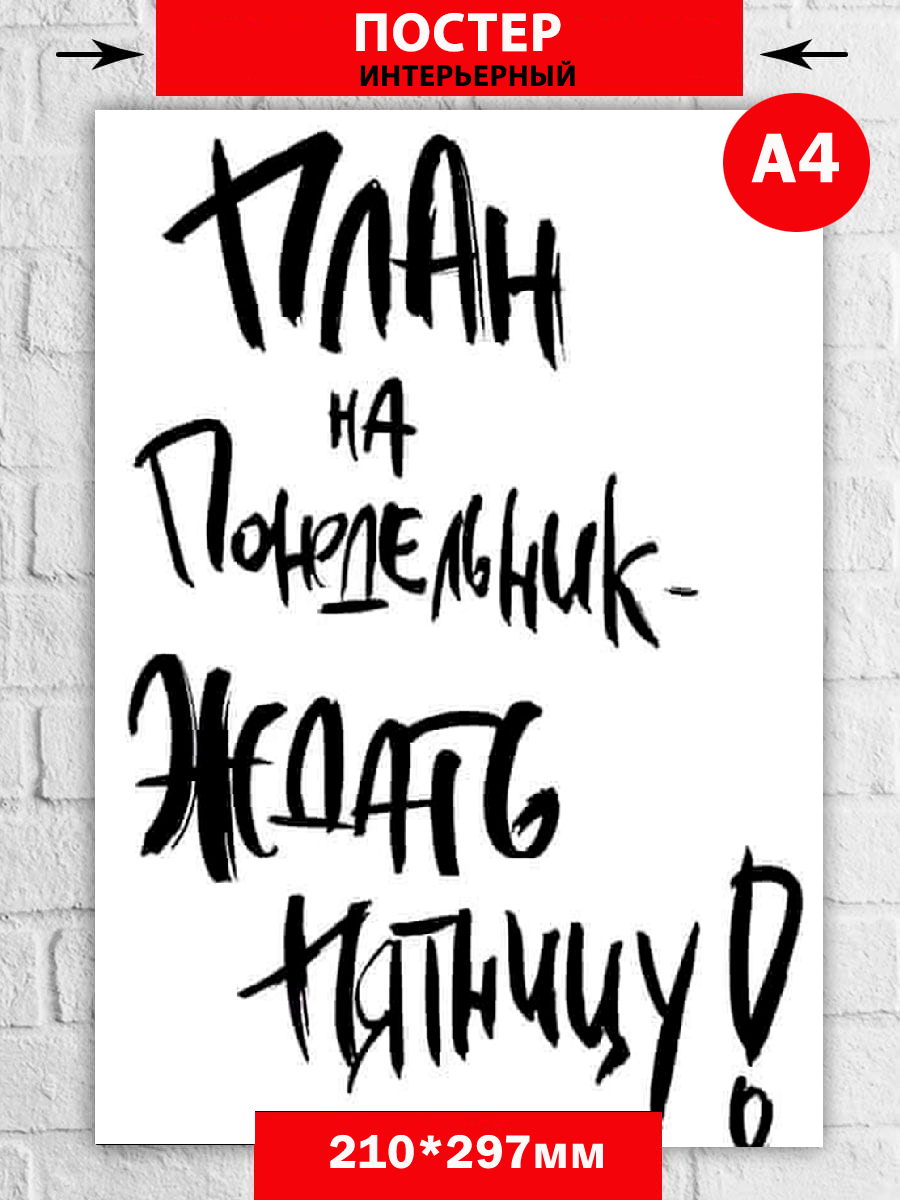 ПОСТЕР
ИНТЕРЬЕРНЫЙ
А4
ПЛАН
НА
ПОНЕДЕЛЬНИК-
ЖДАТЬ
ПЯТНИЦУ!
210*297мм